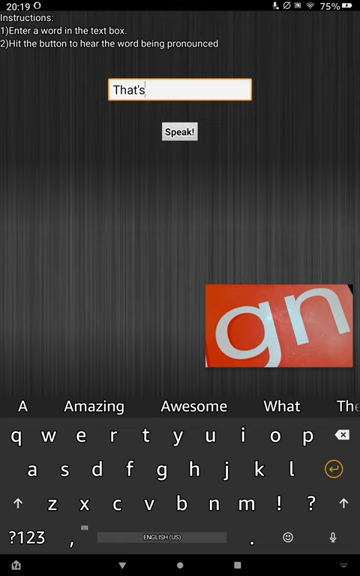 20:19 75%
Instructions:
1)Enter a word in the text box.
2)Hit the button to hear the word being pronounced
That's
Speak!
gn
A Amazing Awesome What The
q w e r t y u i o p
a s d f g h j k l
z x c v b n m ! ?
?123 , ENGLISH (US) .